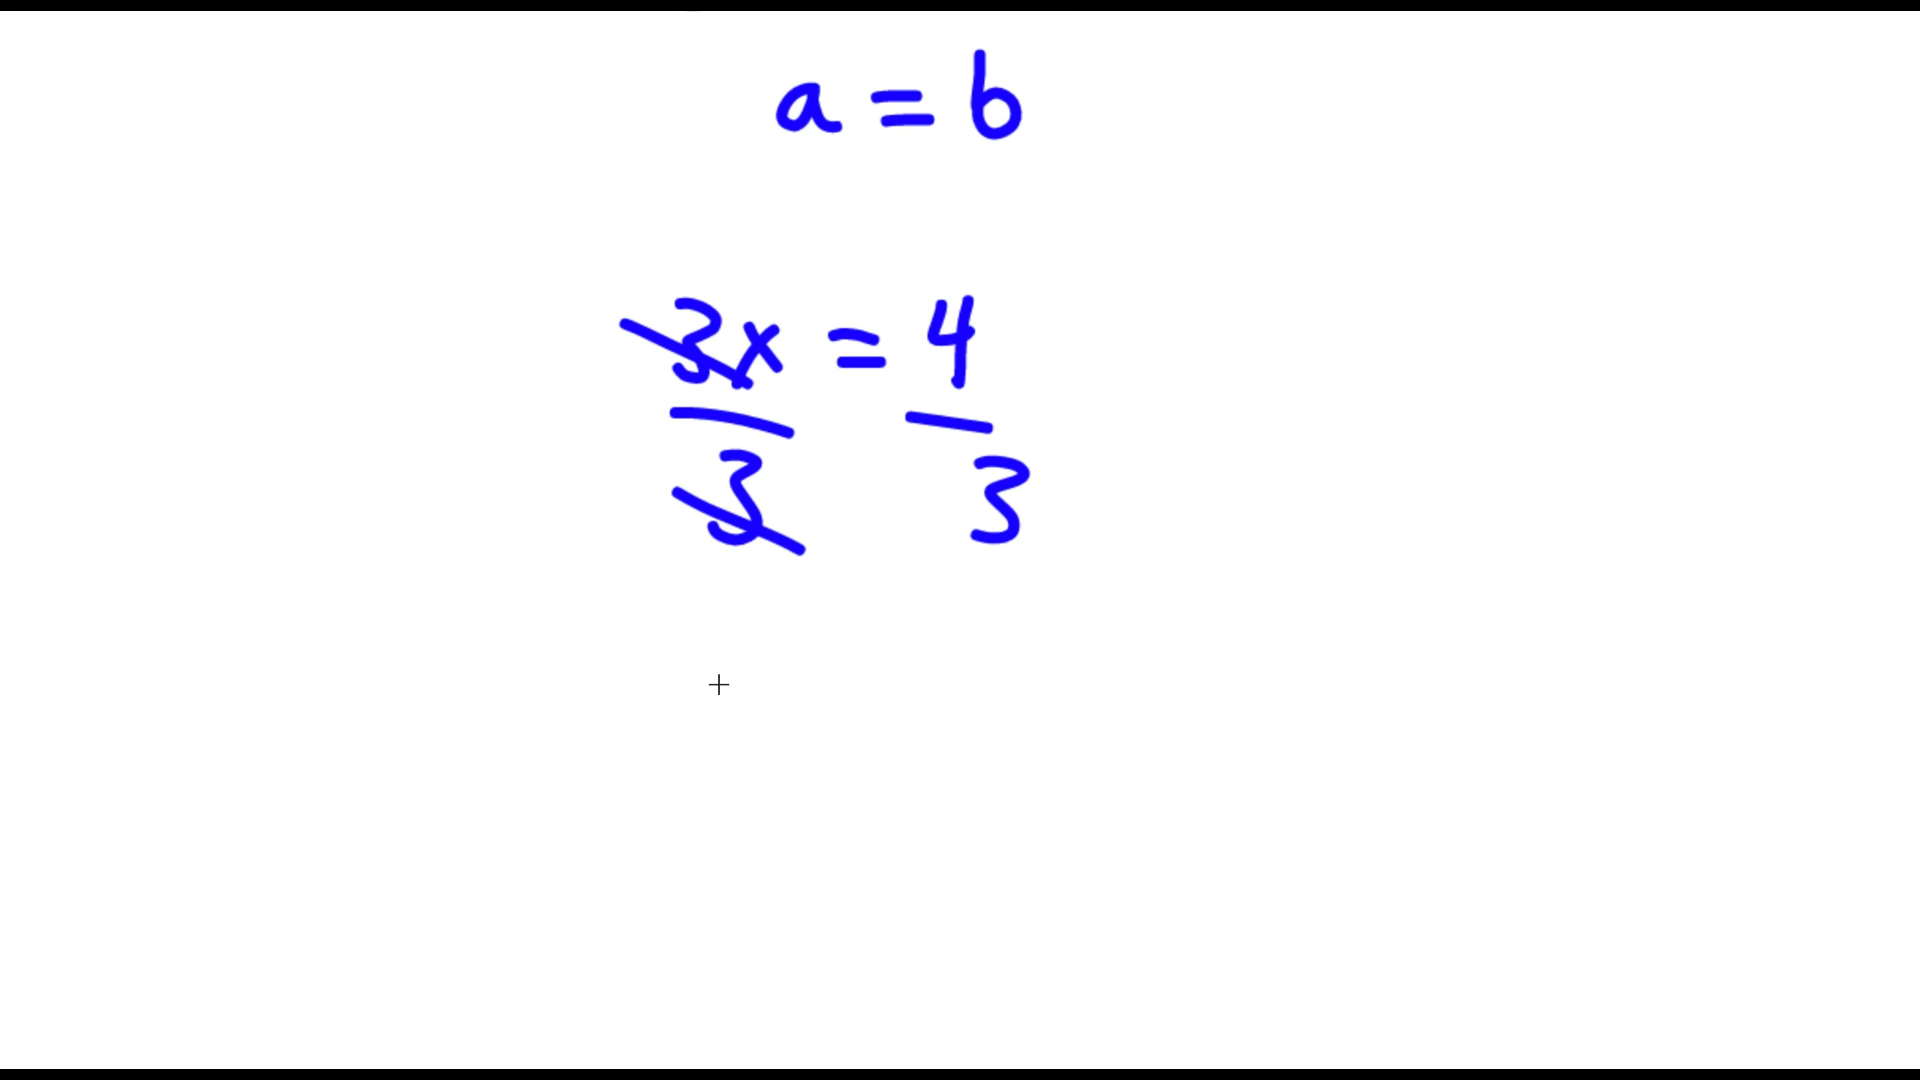 a = b
3x = 4
3 3